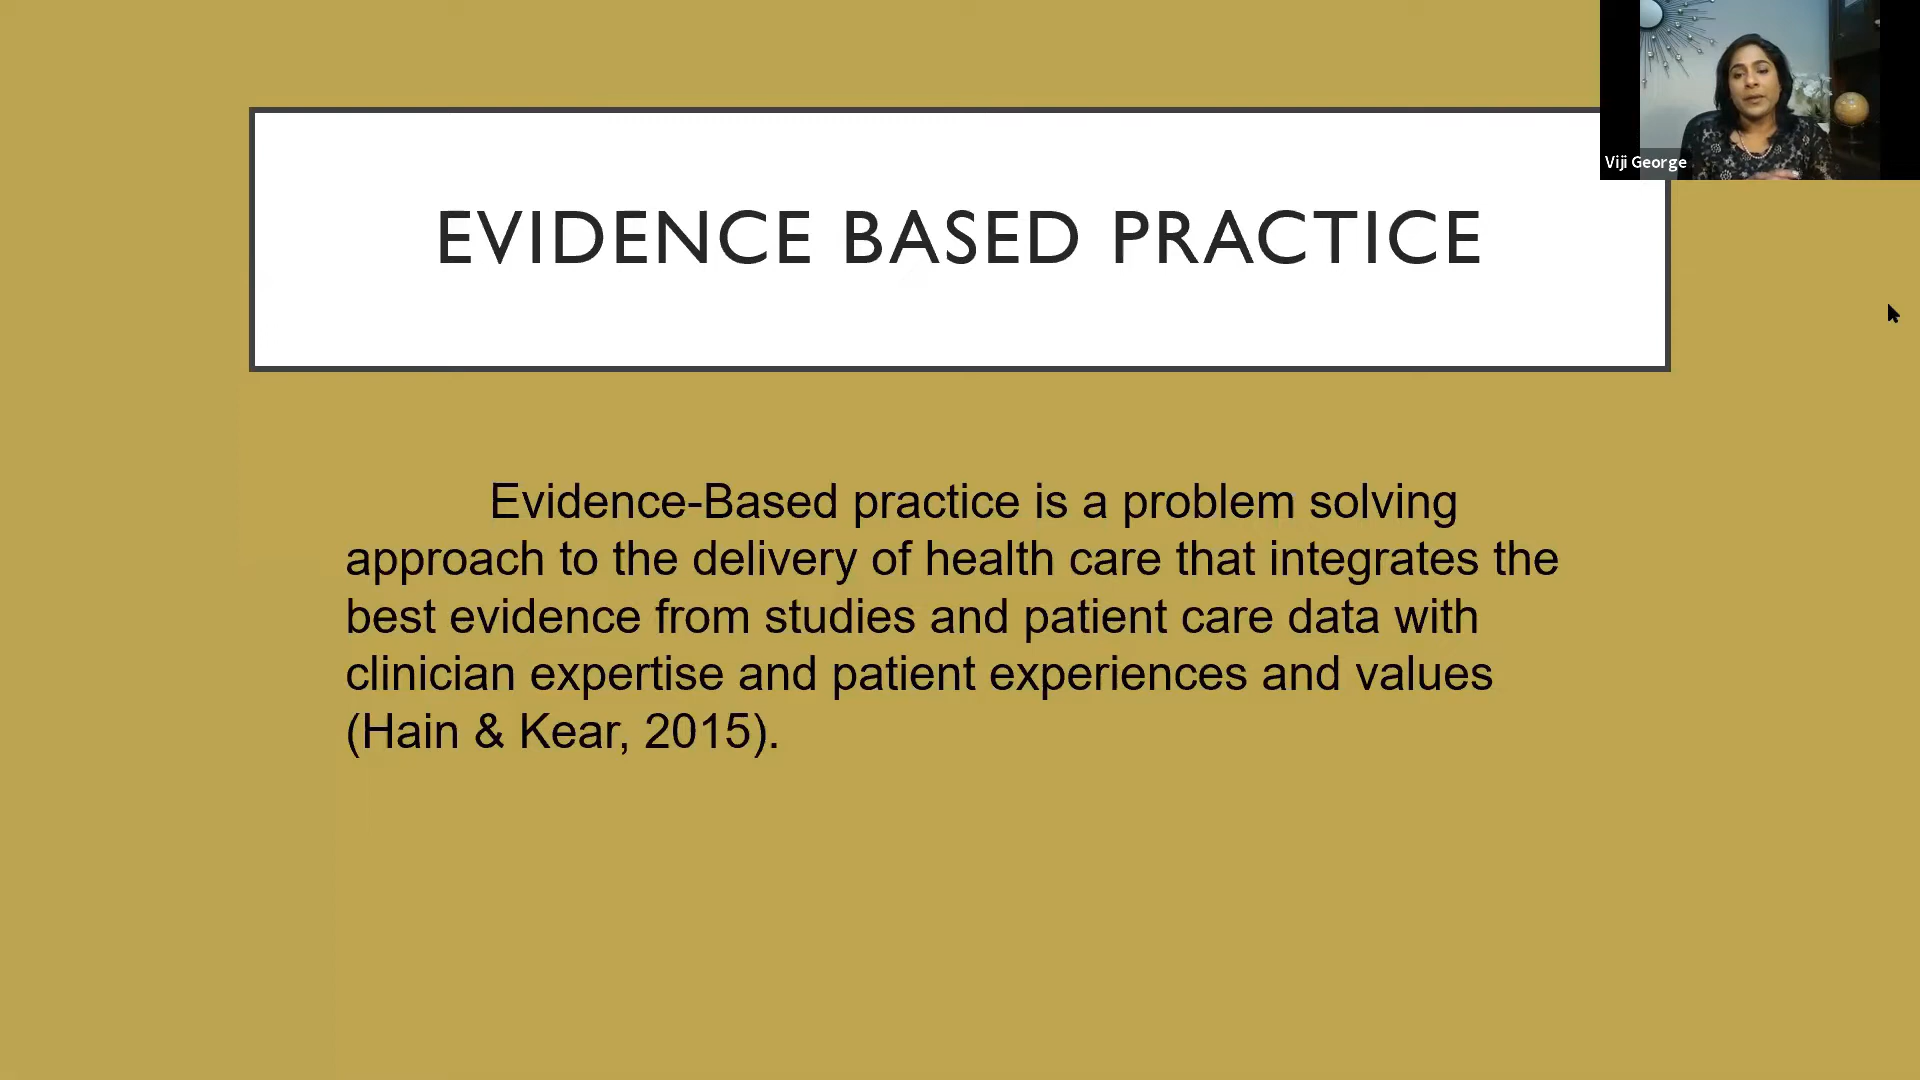 Viji George
EVIDENCE BASED PRACTICE
Evidence-Based practice is a problem solving
approach to the delivery of health care that integrates the
best evidence from studies and patient care data with
clinician expertise and patient experiences and values
(Hain & Kear, 2015).